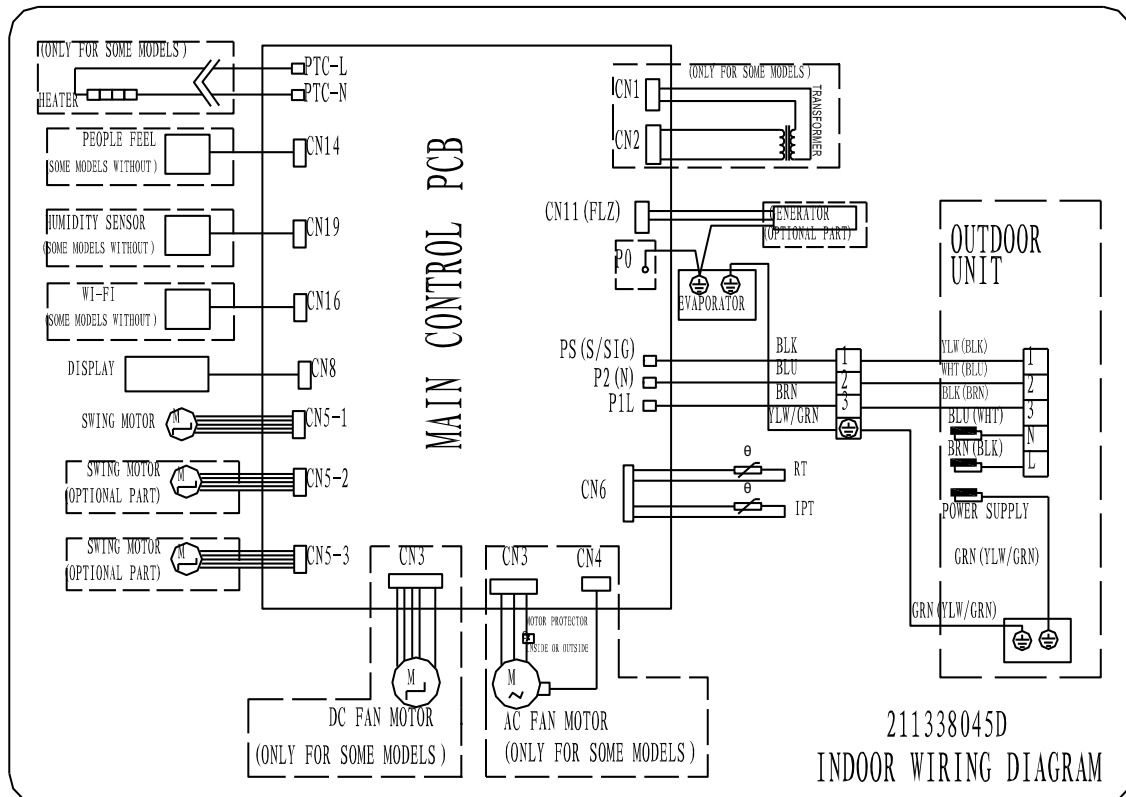 (ONLY FOR SOME MODELS)
HEATER
PTC-L
PTC-N
PEOPLE FEEL
(SOME MODELS WITHOUT)
CN14
HUMIDITY SENSOR
(SOME MODELS WITHOUT)
CN19
WI-FI
(SOME MODELS WITHOUT)
CN16
DISPLAY
CN8
SWING MOTOR
M
CN5-1
SWING MOTOR
(OPTIONAL PART)
M
CN5-2
SWING MOTOR
(OPTIONAL PART)
M
CN5-3
MAIN CONTROL PCB
(ONLY FOR SOME MODELS)
CN1
CN2
TRANSFORMER
CN11(FLZ)
ENERATOR
(OPTIONAL PART)
P0
EVAPORATOR
PS(S/SIG)
P2(N)
P1L
BLK
BLU
BRN
YLW/GRN
1
2
3
CN6
θ
RT
θ
IPT
OUTDOOR
UNIT
YLW(BLK)
WHT(BLU)
BLK(BRN)
BLU(WHT)
BRN(BLK)
1
2
3
N
L
POWER SUPPLY
GRN(YLW/GRN)
GRN(YLW/GRN)
CN3
M
DC FAN MOTOR
(ONLY FOR SOME MODELS)
CN3
CN4
MOTOR PROTECTOR
θ
INSIDE OR OUTSIDE
M
AC FAN MOTOR
(ONLY FOR SOME MODELS)
211338045D
INDOOR WIRING DIAGRAM